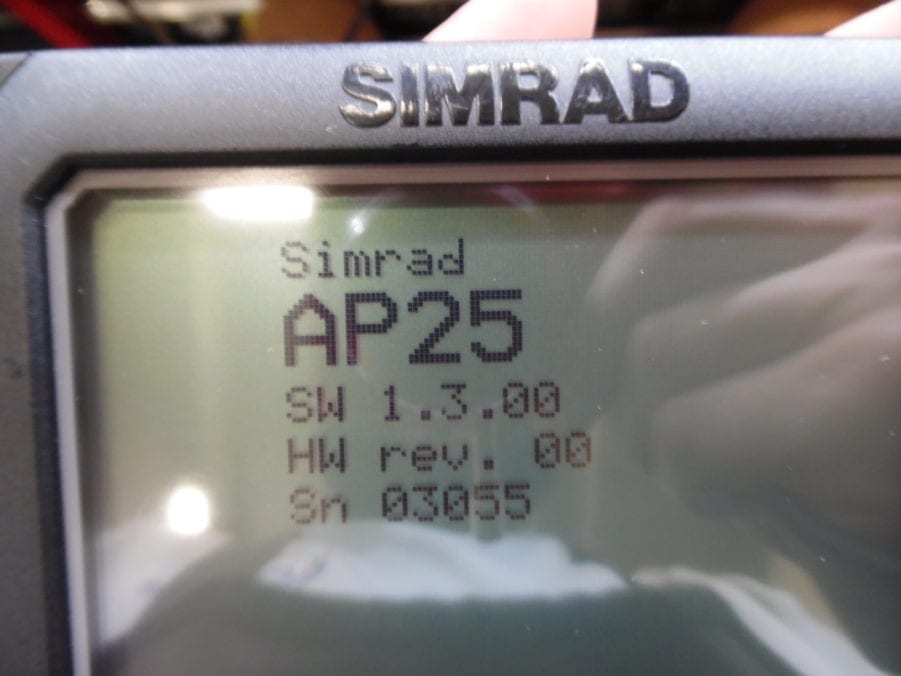 SIMRAD
Simrad
AP25
SW 1.3.00
HW rev. 00
Sn 03055